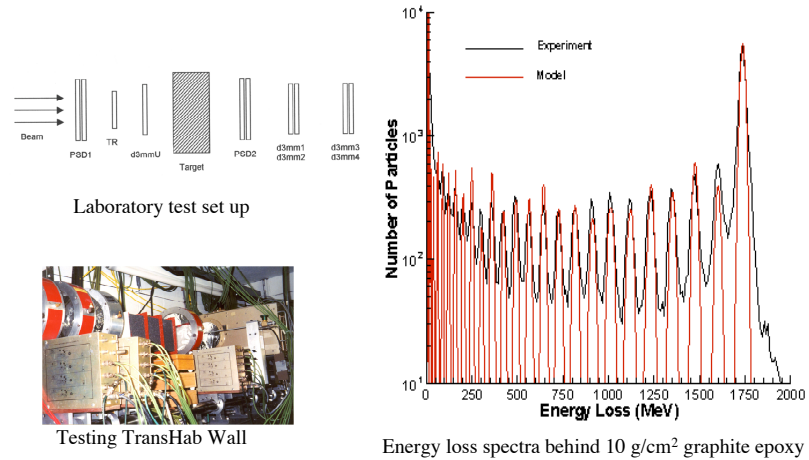 Beam
PSD1
TR
d3mmU
Target
PSD2
d3mm1
d3mm2
d3mm3
d3mm4
Laboratory test set up
Testing TransHab Wall
Number of Particles
10⁴
10³
10²
10¹
Experiment
Model
0 250 500 750 1000 1250 1500 1750 2000
Energy Loss (MeV)
Energy loss spectra behind 10 g/cm² graphite epoxy